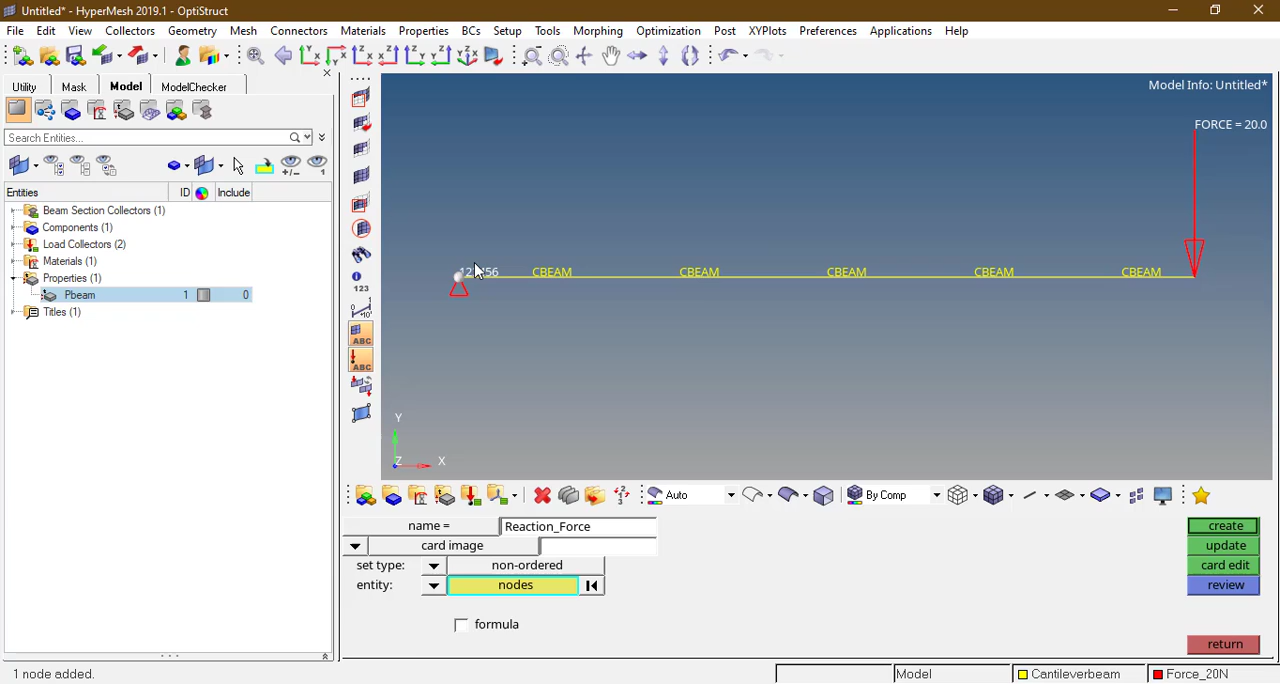 Untitled* - HyperMesh 2019.1 - OptiStruct
File Edit View Collectors Geometry Mesh Connectors Materials Properties BCs Setup Tools Morphing Optimization Post XYPlots Preferences Applications Help
Utility Mask Model ModelChecker
Search Entities...
Entities ID Include
Beam Section Collectors (1)
Components (1)
Load Collectors (2)
Materials (1)
Properties (1)
Pbeam 1 0
Titles (1)
123
ABC
ABC
Model Info: Untitled*
FORCE = 20.0
CBEAM CBEAM CBEAM CBEAM CBEAM
Y
Z X
Auto By Comp
name = Reaction_Force create
card image update
set type: non-ordered card edit
entity: nodes review
formula
return
1 node added. Model Cantileverbeam Force_20N